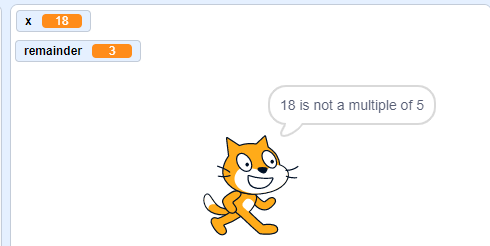 x 18
remainder 3
18 is not a multiple of 5